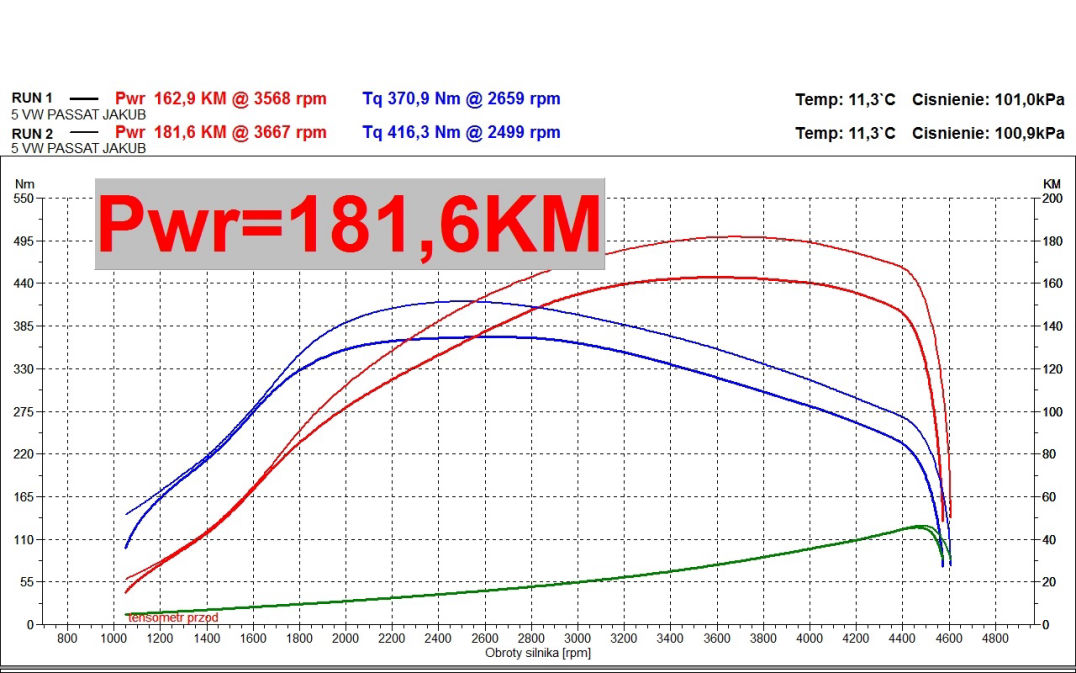 RUN 1 Pwr 162,9 KM @ 3568 rpm Tq 370,9 Nm @ 2659 rpm Temp: 11,3`C Cisnienie: 101,0kPa
5 VW PASSAT JAKUB
RUN 2 Pwr 181,6 KM @ 3667 rpm Tq 416,3 Nm @ 2499 rpm Temp: 11,3`C Cisnienie: 100,9kPa
5 VW PASSAT JAKUB
Nm KM
Pwr=181,6KM
550 200
495 180
440 160
385 140
330 120
275 100
220 80
165 60
110 40
55 20
tensometr przod
0 0
800 1000 1200 1400 1600 1800 2000 2200 2400 2600 2800 3000 3200 3400 3600 3800 4000 4200 4400 4600 4800
Obroty silnika [rpm]